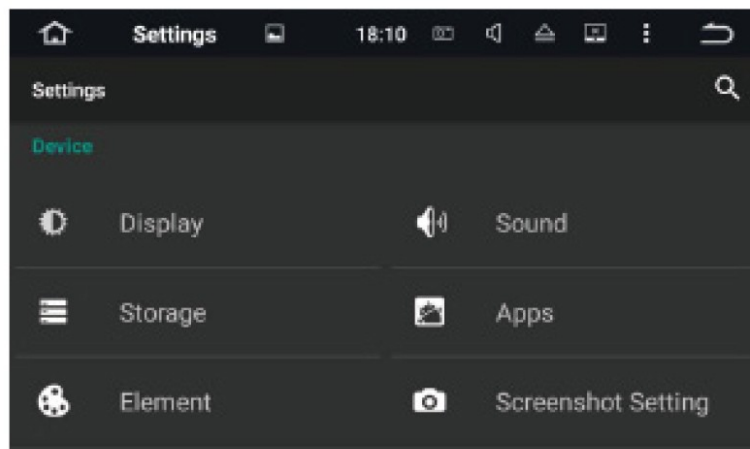 Settings 18:10
Settings
Device
Display Sound
Storage Apps
Element Screenshot Setting